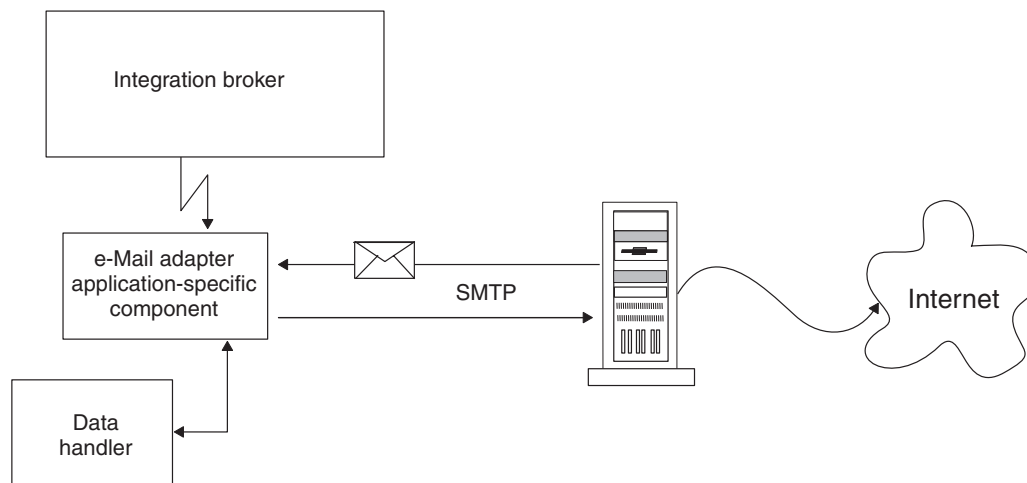 Integration broker
e-Mail adapter
application-specific
component
SMTP
Internet
Data
handler